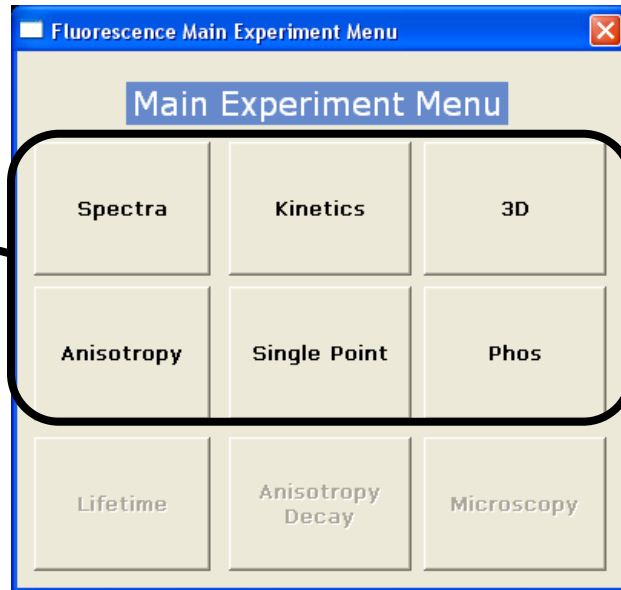 Fluorescence Main Experiment Menu
Main Experiment Menu
Spectra
Kinetics
3D
Anisotropy
Single Point
Phos
Lifetime
Anisotropy
Decay
Microscopy